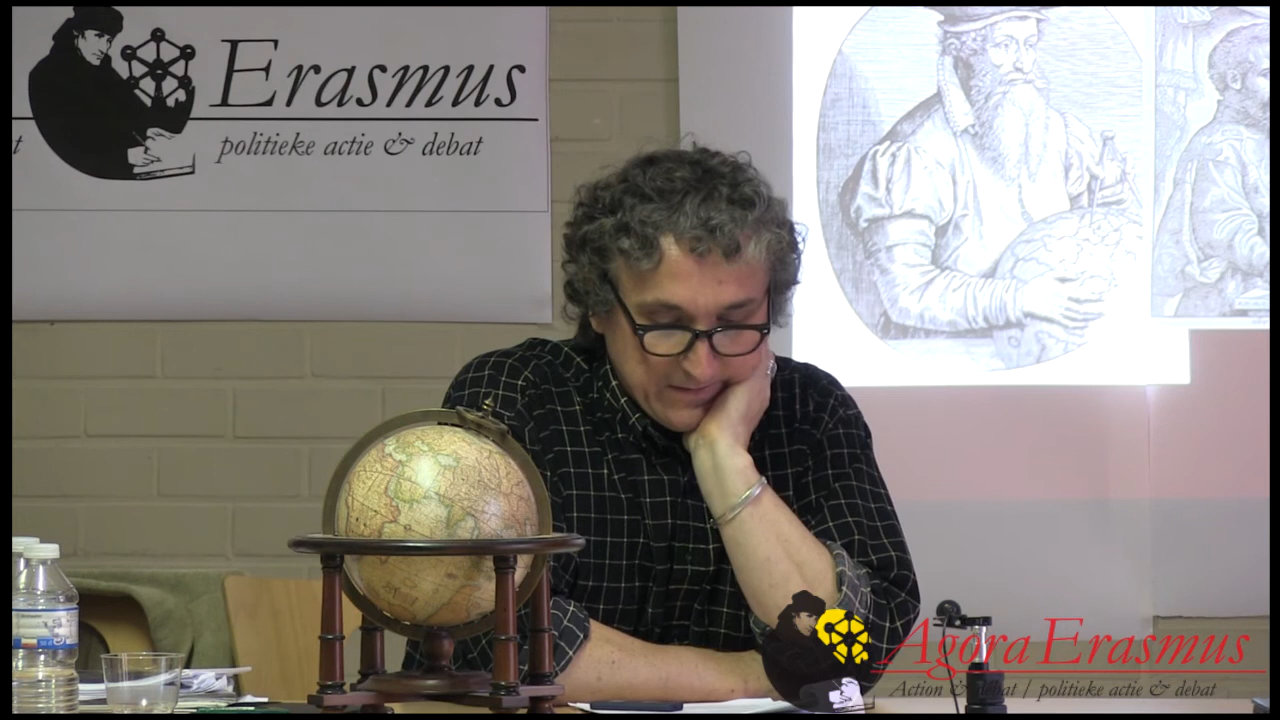 Erasmus
t politieke actie & debat
Agora Erasmus
Action & debat / politieke actie & debat